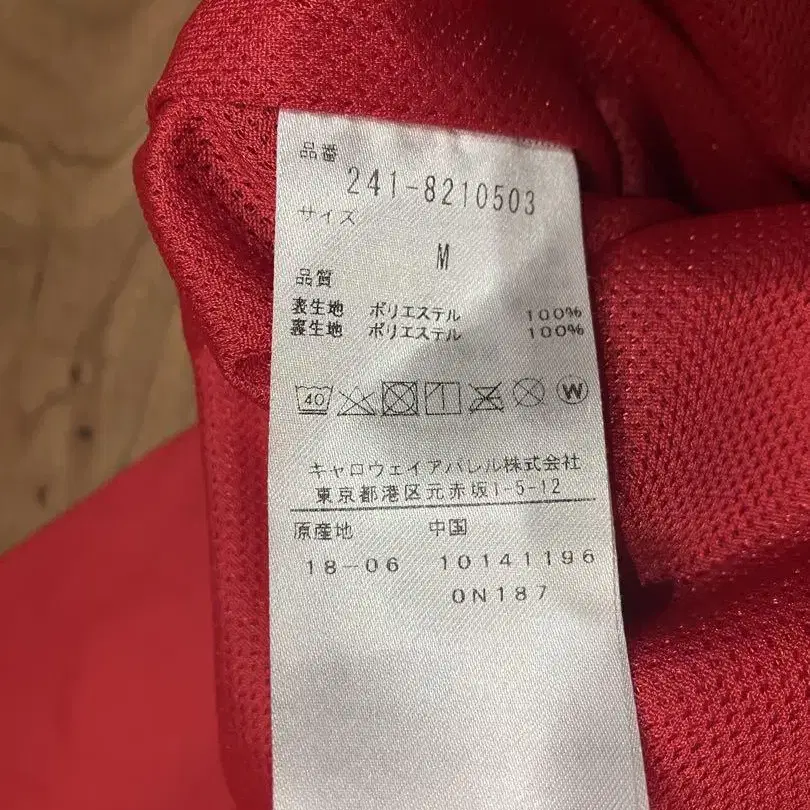 品番
241-8210503
サイズ
M
品質
表生地 ポリエステル 100%
裏生地 ポリエステル 100%
40
W
キャロウェイアパレル株式会社
東京都港区元赤坂1-5-12
原産地 中国
18-06 10141196
0N187